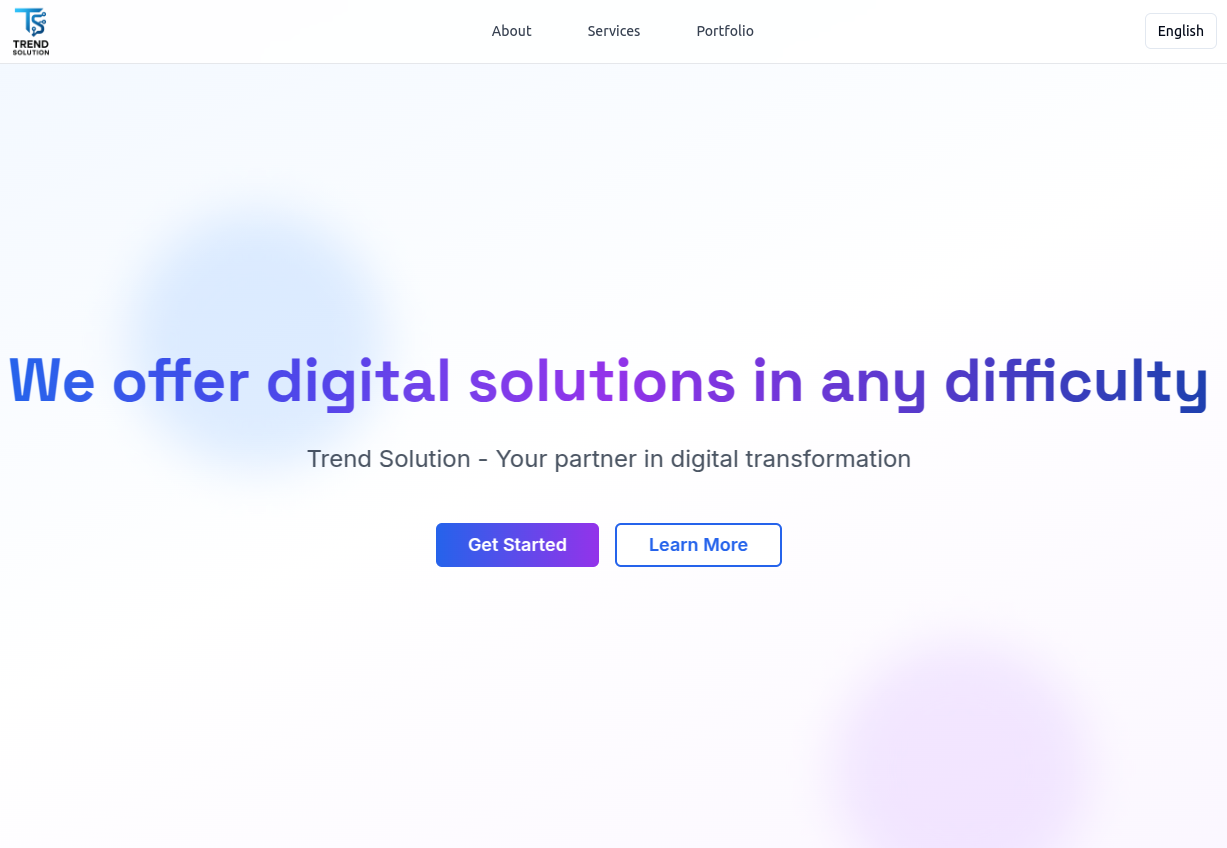 TS
TREND
SOLUTION
About
Services
Portfolio
English
We offer digital solutions in any difficulty
Trend Solution - Your partner in digital transformation
Get Started
Learn More